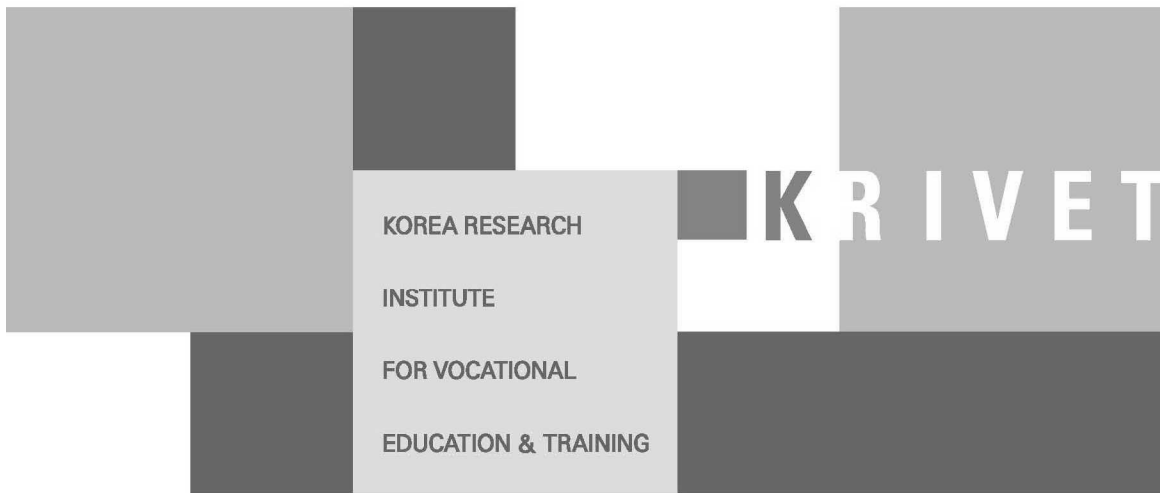 KRIVET
KOREA RESEARCH
INSTITUTE
FOR VOCATIONAL
EDUCATION & TRAINING